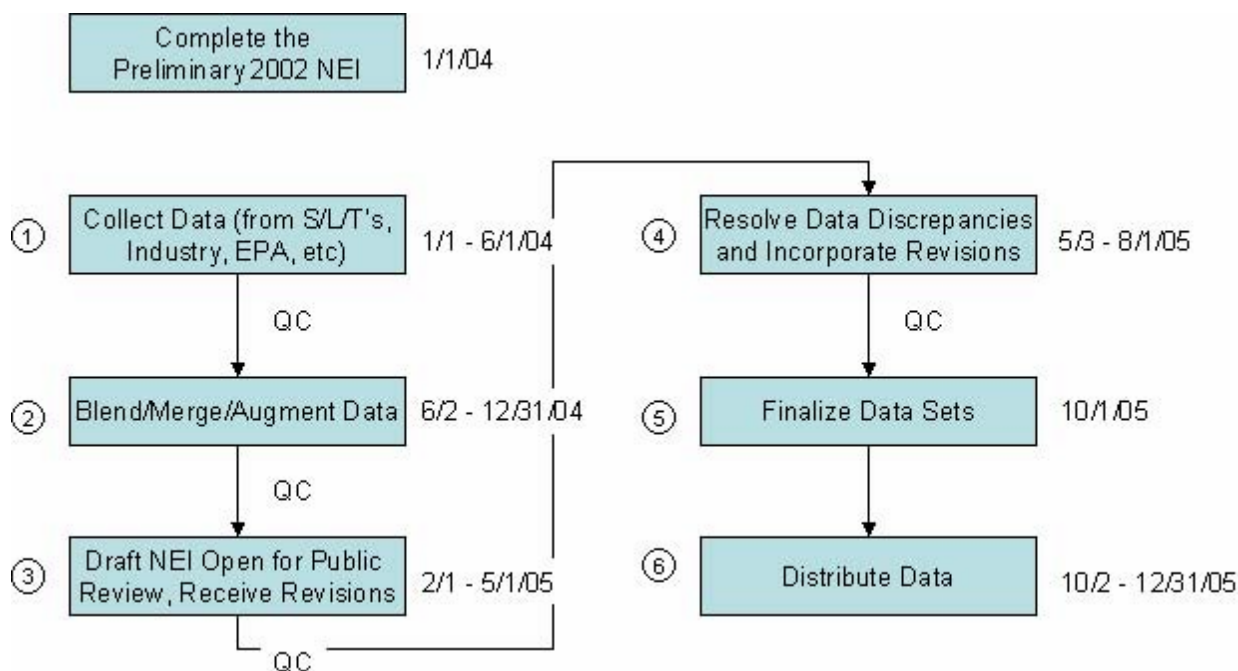 Complete the
Preliminary 2002 NEI
1/1/04
1
Collect Data (from S/L/T's,
Industry, EPA, etc)
1/1 - 6/1/04
QC
2
Blend/Merge/Augment Data
6/2 - 12/31/04
QC
3
Draft NEI Open for Public
Review, Receive Revisions
2/1 - 5/1/05
QC
4
Resolve Data Discrepancies
and Incorporate Revisions
5/3 - 8/1/05
QC
5
Finalize Data Sets
10/1/05
6
Distribute Data
10/2 - 12/31/05